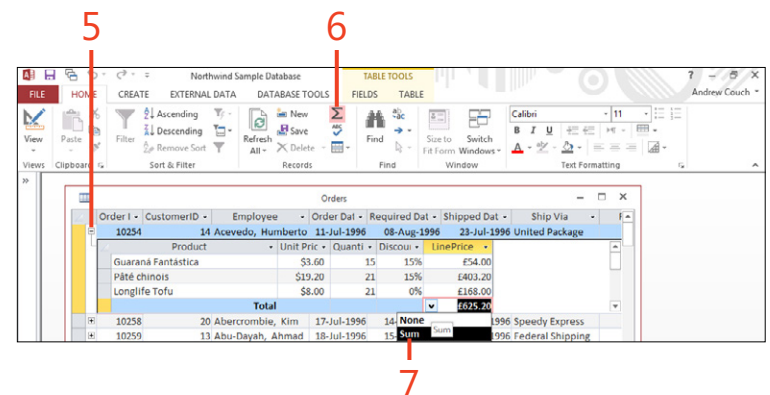 5 6
Northwind Sample Database TABLE TOOLS ? – X
FILE HOME CREATE EXTERNAL DATA DATABASE TOOLS FIELDS TABLE Andrew Couch
View Paste Filter Ascending Descending Remove Sort Refresh All New Save Delete Find Size to Fit Form Switch Windows Calibri 11 B I U A
Views Clipboard Sort & Filter Records Find Window Text Formatting
Orders
Order I CustomerID Employee Order Dat Required Dat Shipped Dat Ship Via F
10254 14 Acevedo, Humberto 11-Jul-1996 08-Aug-1996 23-Jul-1996 United Package
Product Unit Pric Quanti Discou LinePrice
Guaraná Fantástica $3.60 15 15% £54.00
Pâté chinois $19.20 21 15% £403.20
Longlife Tofu $8.00 21 0% £168.00
Total £625.20
10258 20 Abercrombie, Kim 17-Jul-1996 14- None 1996 Speedy Express
10259 13 Abu-Dayah, Ahmad 18-Jul-1996 15- Sum Sum 1996 Federal Shipping
7